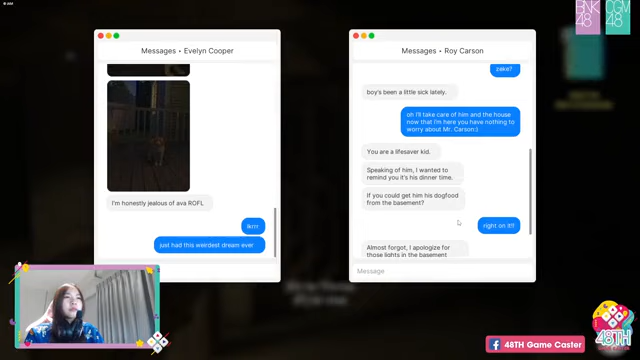 BNK
48
CGM
48
Messages • Evelyn Cooper
I'm honestly jealous of ava ROFL
ikrrr
just had this weirdest dream ever
Messages • Roy Carson
zeke?
boy's been a little sick lately.
oh i'll take care of him and the house
now that i'm here you have nothing to
worry about Mr. Carson:)
You are a lifesaver kid.
Speaking of him, I wanted to
remind you it's his dinner time.
If you could get him his dogfood
from the basement?
right on it!!
Almost forgot, I apologize for
those lights in the basement
Message
48TH
48TH Game Caster